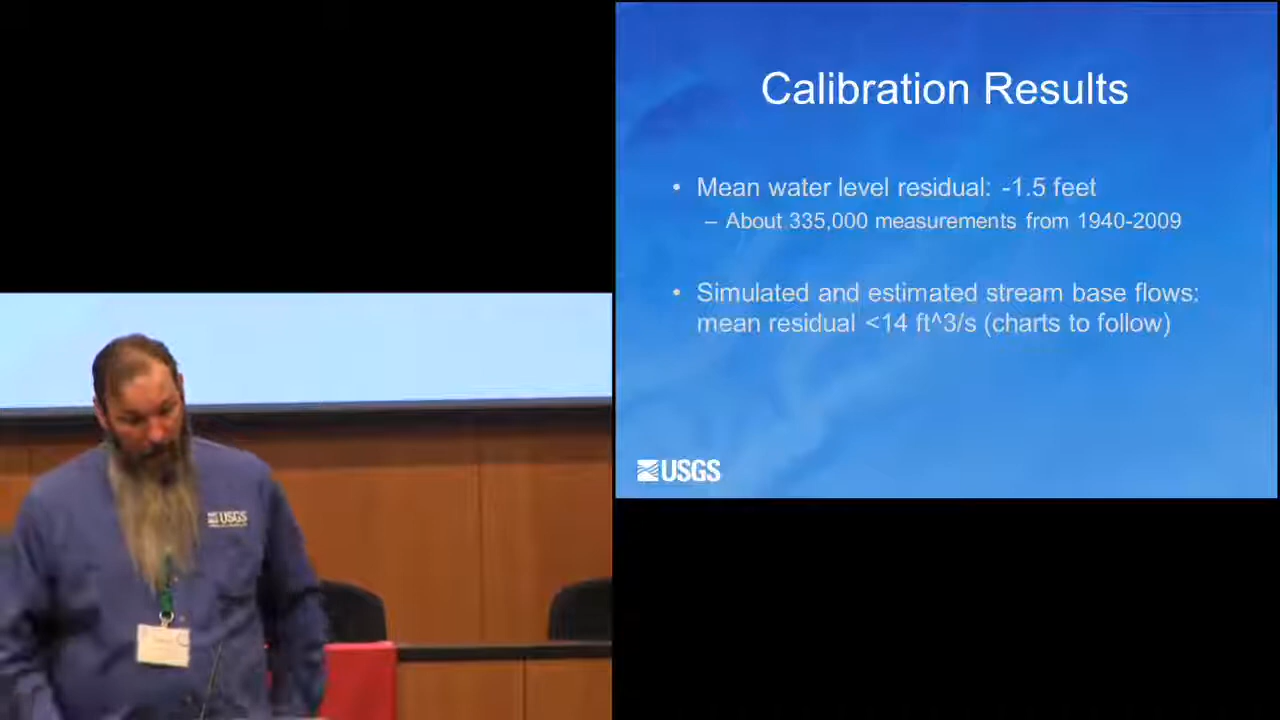 Calibration Results
• Mean water level residual: -1.5 feet
– About 335,000 measurements from 1940-2009
• Simulated and estimated stream base flows:
mean residual <14 ft^3/s (charts to follow)
USGS
USGS